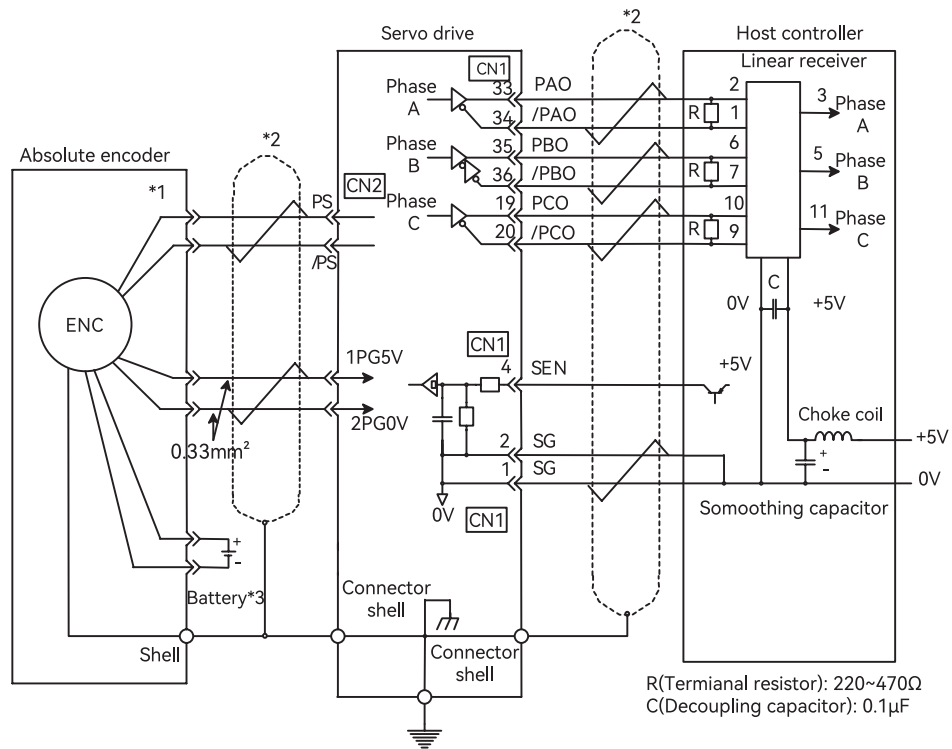 *2
Servo drive
Host controller
Linear receiver
CN1
Phase A
33
PAO
2
3
Phase A
34
/PAO
R
1
Phase B
35
PBO
6
5
Phase B
36
/PBO
R
7
Phase C
19
PCO
10
11
Phase C
20
/PCO
R
9
*2
Absolute encoder
*1
PS
CN2
/PS
ENC
1PG5V
2PG0V
0.33mm²
C
0V
+5V
CN1
4
SEN
+5V
2
SG
1
SG
0V
CN1
Choke coil
+5V
0V
Somoothing capacitor
+
-
+
-
Battery*3
Connector shell
Shell
Connector shell
R(Termianal resistor): 220~470Ω
C(Decoupling capacitor): 0.1μF